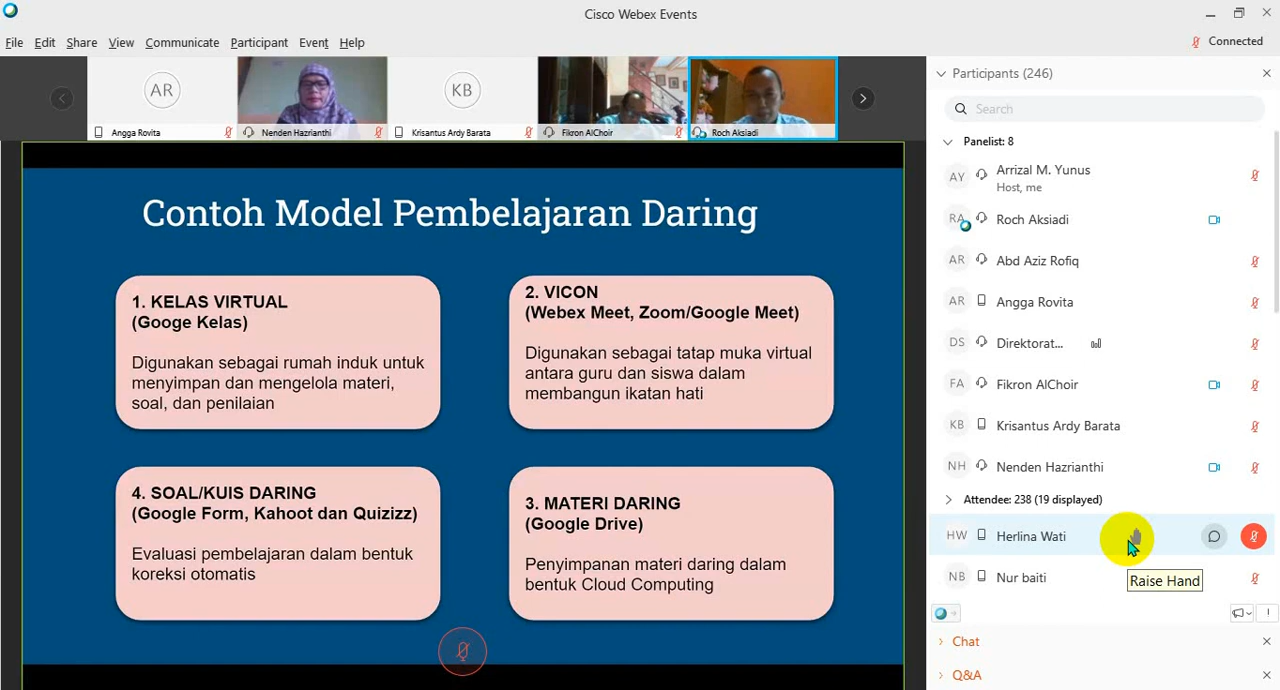 Cisco Webex Events
File Edit Share View Communicate Participant Event Help
Connected
AR
Angga Rovita
Nenden Hazrianthi
KB
Krisantus Ardy Barata
Fikron AlChoir
Roch Aksiadi
Contoh Model Pembelajaran Daring
1. KELAS VIRTUAL
(Googe Kelas)
Digunakan sebagai rumah induk untuk
menyimpan dan mengelola materi,
soal, dan penilaian
2. VICON
(Webex Meet, Zoom/Google Meet)
Digunakan sebagai tatap muka virtual
antara guru dan siswa dalam
membangun ikatan hati
4. SOAL/KUIS DARING
(Google Form, Kahoot dan Quizizz)
Evaluasi pembelajaran dalam bentuk
koreksi otomatis
3. MATERI DARING
(Google Drive)
Penyimpanan materi daring dalam
bentuk Cloud Computing
Participants (246)
Search
Panelist: 8
AY Arrizal M. Yunus
Host, me
RA Roch Aksiadi
AR Abd Aziz Rofiq
AR Angga Rovita
DS Direktorat...
FA Fikron AlChoir
KB Krisantus Ardy Barata
NH Nenden Hazrianthi
Attendee: 238 (19 displayed)
HW Herlina Wati
Raise Hand
NB Nur baiti
Chat
Q&A